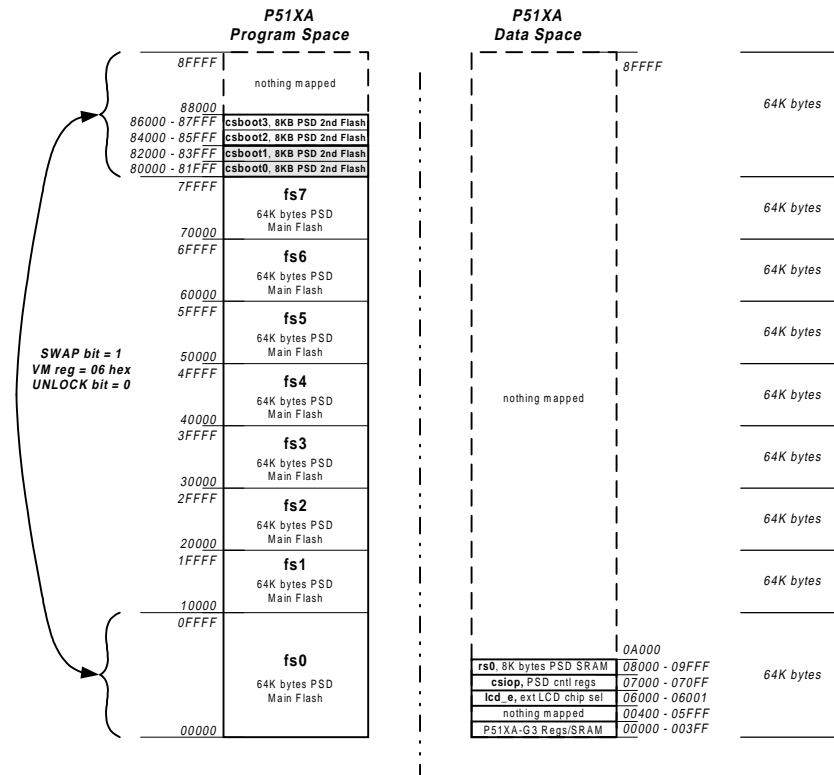 P51XA
Program Space
P51XA
Data Space
8FFFF
nothing mapped
88000
86000 - 87FFF
csboot3, 8KB PSD 2nd Flash
84000 - 85FFF
csboot2, 8KB PSD 2nd Flash
82000 - 83FFF
csboot1, 8KB PSD 2nd Flash
80000 - 81FFF
csboot0, 8KB PSD 2nd Flash
7FFFF
fs7
64K bytes PSD
Main Flash
70000
6FFFF
fs6
64K bytes PSD
Main Flash
60000
5FFFF
fs5
64K bytes PSD
Main Flash
50000
4FFFF
fs4
64K bytes PSD
Main Flash
40000
3FFFF
fs3
64K bytes PSD
Main Flash
30000
2FFFF
fs2
64K bytes PSD
Main Flash
20000
1FFFF
fs1
64K bytes PSD
Main Flash
10000
0FFFF
fs0
64K bytes PSD
Main Flash
00000
SWAP bit = 1
VM reg = 06 hex
UNLOCK bit = 0
8FFFF
nothing mapped
0A000
rs0, 8K bytes PSD SRAM
08000 - 09FFF
csiop, PSD cntl regs
07000 - 070FF
lcd_e, ext LCD chip sel
06000 - 06001
nothing mapped
00400 - 05FFF
P51XA-G3 Regs/SRAM
00000 - 003FF
64K bytes
64K bytes
64K bytes
64K bytes
64K bytes
64K bytes
64K bytes
64K bytes
64K bytes